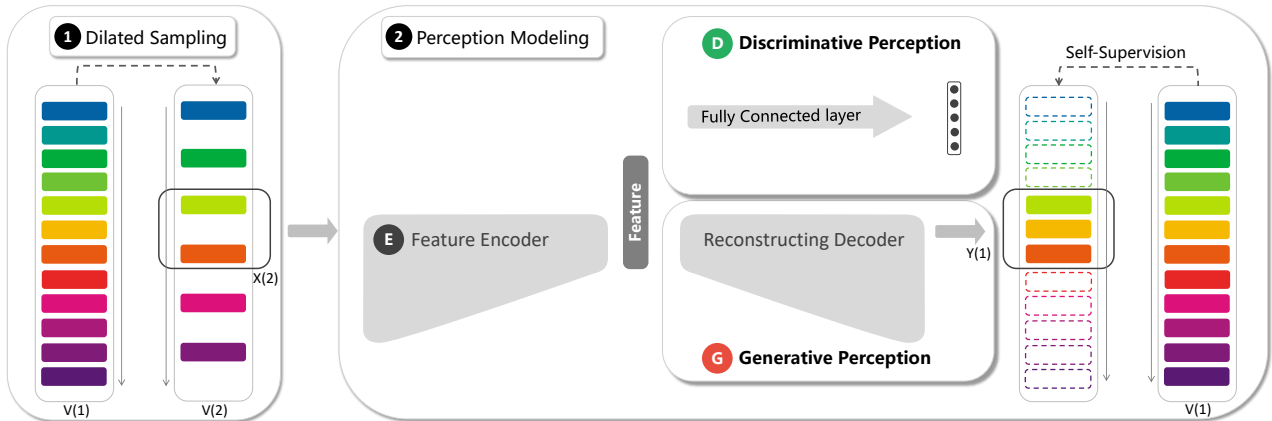 1 Dilated Sampling
V(1)
V(2)
X(2)
2 Perception Modeling
E Feature Encoder
Feature
D Discriminative Perception
Fully Connected layer
Reconstructing Decoder
G Generative Perception
Y(1)
Self-Supervision
V(1)